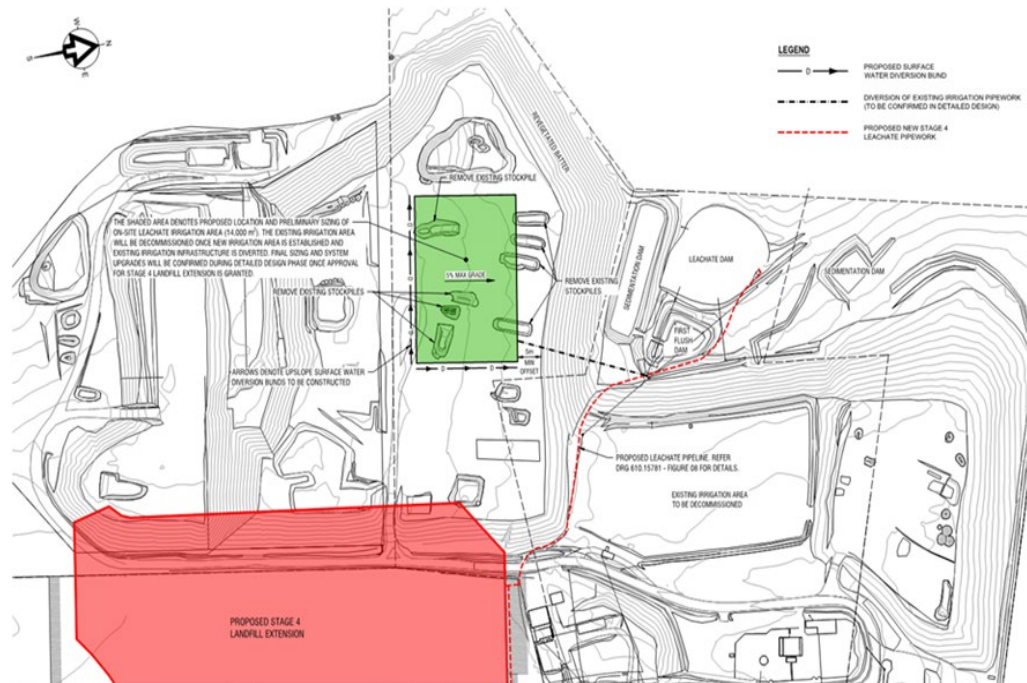 W
N
S
E
LEGEND
D
PROPOSED SURFACE
WATER DIVERSION BUND
DIVERSION OF EXISTING IRRIGATION PIPEWORK
(TO BE CONFIRMED IN DETAILED DESIGN)
PROPOSED NEW STAGE 4
LEACHATE PIPEWORK
REVEGETATED BATTER
REMOVE EXISTING STOCKPILE
THE SHADED AREA DENOTES PROPOSED LOCATION AND PRELIMINARY SIZING OF
ON-SITE LEACHATE IRRIGATION AREA (14,000 m²). THE EXISTING IRRIGATION AREA
WILL BE DECOMMISSIONED ONCE NEW IRRIGATION AREA IS ESTABLISHED AND
EXISTING IRRIGATION INFRASTRUCTURE IS DIVERTED. FINAL SIZING AND SYSTEM
UPGRADES WILL BE CONFIRMED DURING DETAILED DESIGN PHASE ONCE APPROVAL
FOR STAGE 4 LANDFILL EXTENSION IS GRANTED.
D
D
D
5% MAX GRADE
REMOVE EXISTING
STOCKPILES
REMOVE EXISTING STOCKPILES
SEDIMENTATION DAM
LEACHATE DAM
SEDIMENTATION DAM
FIRST
FLUSH
DAM
5m
MIN
OFFSET
D
D
ARROWS DENOTE UPSLOPE SURFACE WATER
DIVERSION BUNDS TO BE CONSTRUCTED
PROPOSED LEACHATE PIPELINE. REFER
DRG 610.15781 - FIGURE 08 FOR DETAILS.
EXISTING IRRIGATION AREA
TO BE DECOMMISSIONED
PROPOSED STAGE 4
LANDFILL EXTENSION